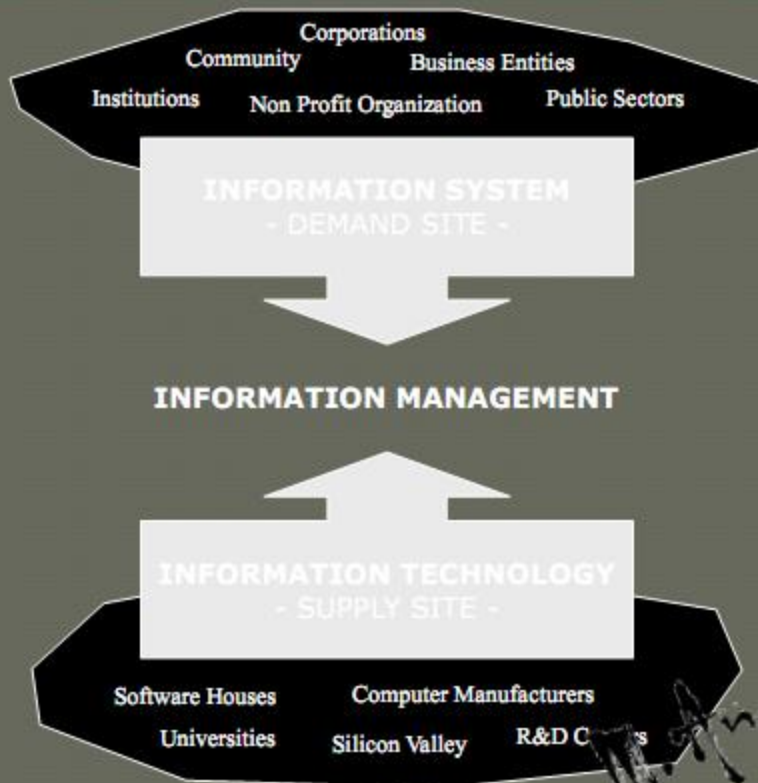 Corporations
Community Business Entities
Institutions Non Profit Organization Public Sectors
INFORMATION SYSTEM
- DEMAND SITE -
INFORMATION MANAGEMENT
INFORMATION TECHNOLOGY
- SUPPLY SITE -
Software Houses Computer Manufacturers
Universities Silicon Valley R&D